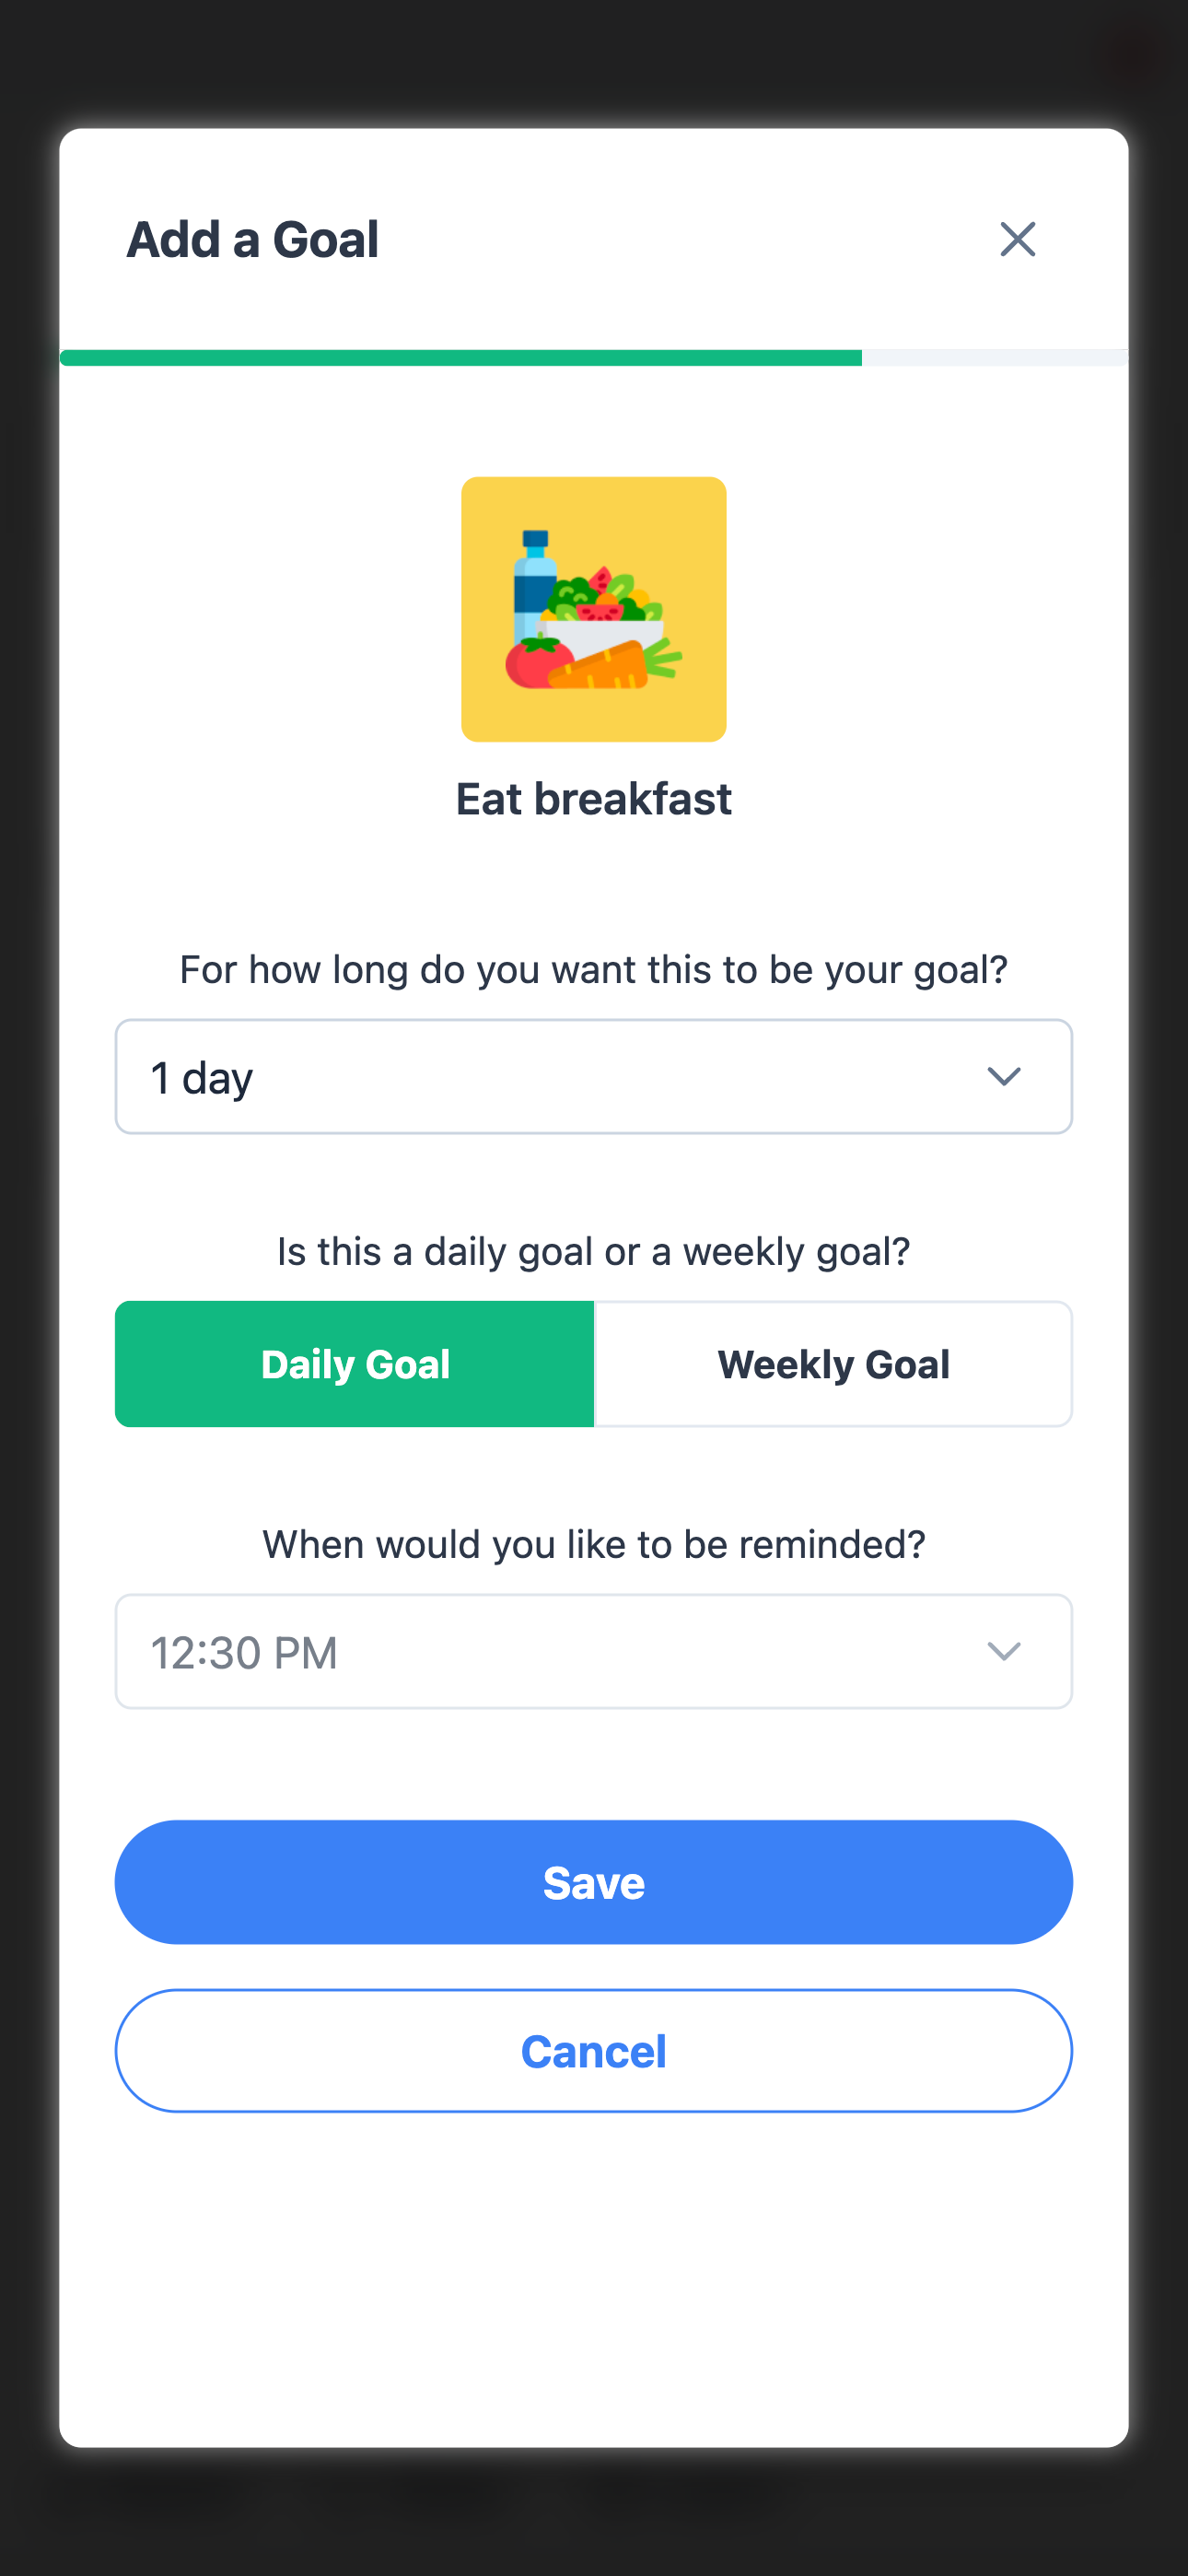 Add a Goal
Eat breakfast
For how long do you want this to be your goal?
1 day
Is this a daily goal or a weekly goal?
Daily Goal
Weekly Goal
When would you like to be reminded?
12:30 PM
Save
Cancel